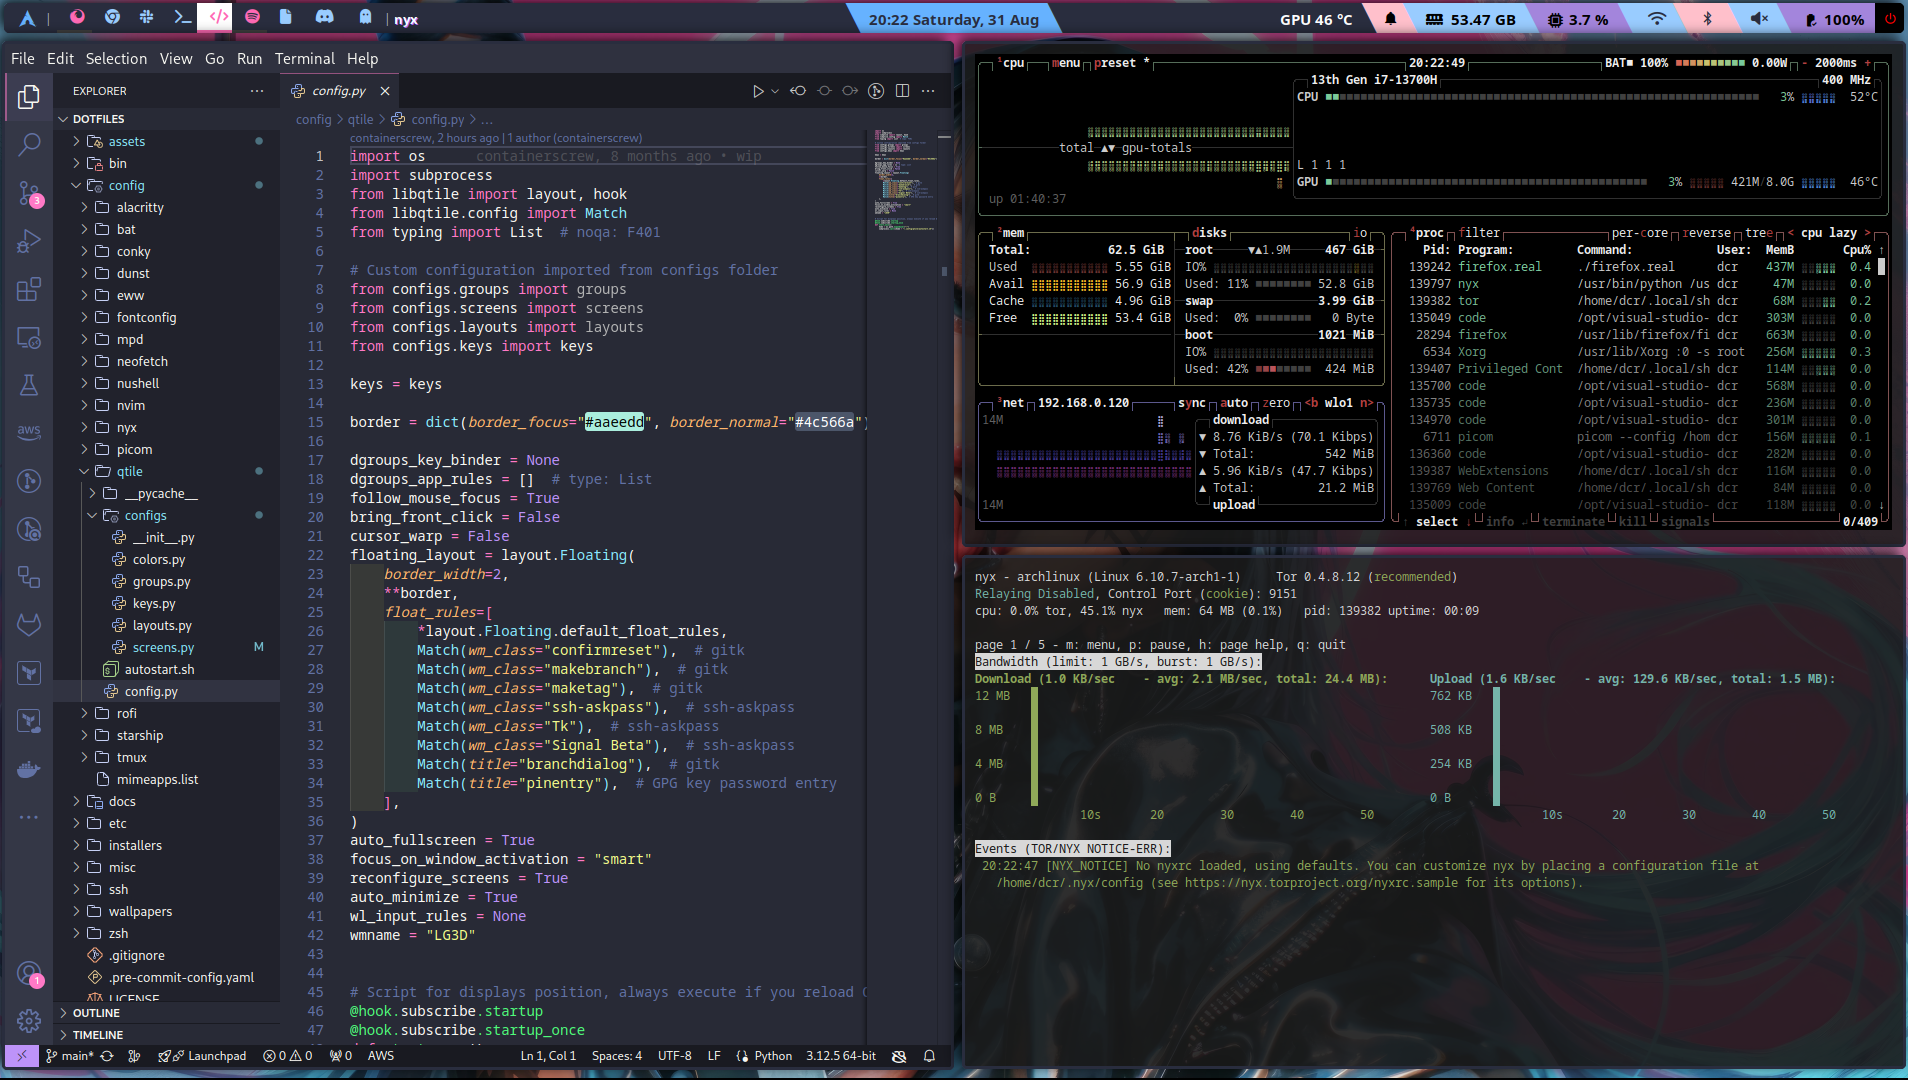 nyx
20:22 Saturday, 31 Aug
GPU 46 °C
53.47 GB
3.7 %
100%
File Edit Selection View Go Run Terminal Help
EXPLORER
DOTFILES
assets
bin
config
alacritty
bat
conky
dunst
eww
fontconfig
mpd
neofetch
nushell
nvim
nyx
picom
qtile
__pycache__
configs
__init__.py
colors.py
groups.py
keys.py
layouts.py
screens.py M
autostart.sh
config.py
rofi
starship
tmux
mimeapps.list
docs
etc
installers
misc
ssh
wallpapers
zsh
.gitignore
.pre-commit-config.yaml
LICENSE
OUTLINE
TIMELINE
3
aws
1
config.py
config > qtile > config.py > ...
containerscrew, 2 hours ago | 1 author (containerscrew)
1 import os containerscrew, 8 months ago • wip
2 import subprocess
3 from libqtile import layout, hook
4 from libqtile.config import Match
5 from typing import List # noqa: F401
6
7 # Custom configuration imported from configs folder
8 from configs.groups import groups
9 from configs.screens import screens
10 from configs.layouts import layouts
11 from configs.keys import keys
12
13 keys = keys
14
15 border = dict(border_focus="#aaeedd", border_normal="#4c566a")
16
17 dgroups_key_binder = None
18 dgroups_app_rules = [] # type: List
19 follow_mouse_focus = True
20 bring_front_click = False
21 cursor_warp = False
22 floating_layout = layout.Floating(
23 border_width=2,
24 **border,
25 float_rules=[
26 *layout.Floating.default_float_rules,
27 Match(wm_class="confirmreset"), # gitk
28 Match(wm_class="makebranch"), # gitk
29 Match(wm_class="maketag"), # gitk
30 Match(wm_class="ssh-askpass"), # ssh-askpass
31 Match(wm_class="Tk"), # ssh-askpass
32 Match(wm_class="Signal Beta"), # ssh-askpass
33 Match(title="branchdialog"), # gitk
34 Match(title="pinentry"), # GPG key password entry
35 ],
36 )
37 auto_fullscreen = True
38 focus_on_window_activation = "smart"
39 reconfigure_screens = True
40 auto_minimize = True
41 wl_input_rules = None
42 wmname = "LG3D"
43
44
45 # Script for displays position, always execute if you reload
46 @hook.subscribe.startup
47 @hook.subscribe.startup_once
main* Launchpad 0 0 0 AWS Ln 1, Col 1 Spaces: 4 UTF-8 LF Python 3.12.5 64-bit
1cpu menu preset * 20:22:49 BAT■ 100% 0.00W - 2000ms +
13th Gen i7-13700H 400 MHz
CPU 3% 52°C
total ▲▼ gpu-totals
L 1 1 1
GPU 3% 421M/8.0G 46°C
up 01:40:37
2mem
Total: 62.5 GiB
Used 5.55 GiB
Avail 56.9 GiB
Cache 4.96 GiB
Free 53.4 GiB
disks io
root ▼▲1.9M 467 GiB
IO%
Used: 11% 52.8 GiB
swap 3.99 GiB
Used: 0% 0 Byte
boot 1021 MiB
IO%
Used: 42% 424 MiB
3net 192.168.0.120 sync auto zero <b wlo1 n>
14M
14M
download
▼ 8.76 KiB/s (70.1 Kibps)
▼ Total: 542 MiB
▲ 5.96 KiB/s (47.7 Kibps)
▲ Total: 21.2 MiB
upload
4proc filter per-core reverse tree < cpu lazy >
Pid: Program: Command: User: MemB Cpu% ↑
139242 firefox.real ./firefox.real dcr 437M 0.4
139797 nyx /usr/bin/python /us dcr 47M 0.0
139382 tor /home/dcr/.local/sh dcr 68M 0.2
135049 code /opt/visual-studio- dcr 303M 0.0
28294 firefox /usr/lib/firefox/fi dcr 663M 0.0
6534 Xorg /usr/lib/Xorg :0 -s root 256M 0.3
139407 Privileged Cont /home/dcr/.local/sh dcr 114M 0.0
135700 code /opt/visual-studio- dcr 568M 0.0
135735 code /opt/visual-studio- dcr 236M 0.0
134970 code /opt/visual-studio- dcr 301M 0.0
6711 picom picom --config /hom dcr 156M 0.1
136360 code /opt/visual-studio- dcr 282M 0.0
139387 WebExtensions /home/dcr/.local/sh dcr 116M 0.0
139769 Web Content /home/dcr/.local/sh dcr 84M 0.0
135009 code /opt/visual-studio- dcr 118M 0.0 ↓
↑ select ↓ info ↵ terminate kill signals 0/409
nyx - archlinux (Linux 6.10.7-arch1-1) Tor 0.4.8.12 (recommended)
Relaying Disabled, Control Port (cookie): 9151
cpu: 0.0% tor, 45.1% nyx mem: 64 MB (0.1%) pid: 139382 uptime: 00:09
page 1 / 5 - m: menu, p: pause, h: page help, q: quit
Bandwidth (limit: 1 GB/s, burst: 1 GB/s):
Download (1.0 KB/sec - avg: 2.1 MB/sec, total: 24.4 MB): Upload (1.6 KB/sec - avg: 129.6 KB/sec, total: 1.5 MB):
12 MB 762 KB
8 MB 508 KB
4 MB 254 KB
0 B 0 B
10s 20 30 40 50 10s 20 30 40 50
Events (TOR/NYX NOTICE-ERR):
20:22:47 [NYX_NOTICE] No nyxrc loaded, using defaults. You can customize nyx by placing a configuration file at
/home/dcr/.nyx/config (see https://nyx.torproject.org/nyxrc.sample for its options).